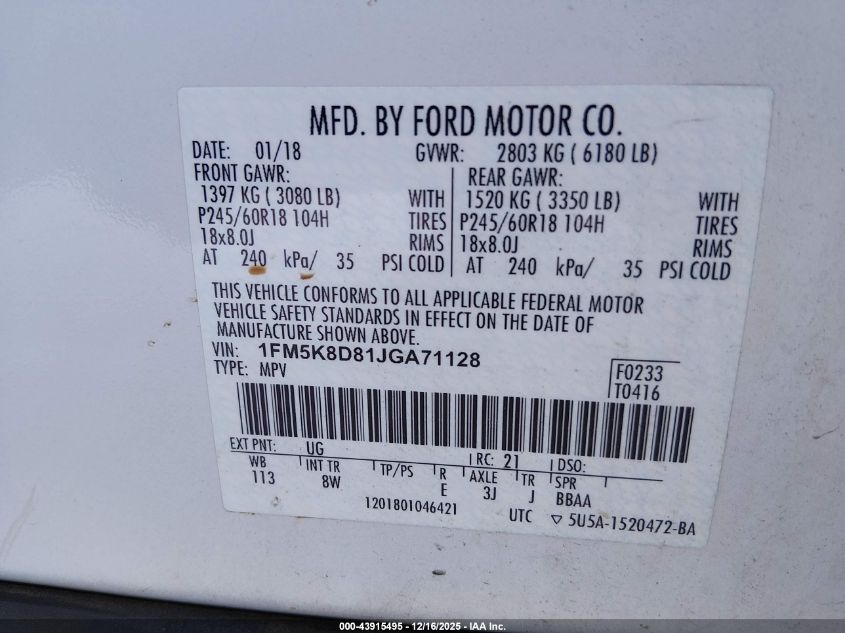 MFD. BY FORD MOTOR CO.
DATE: 01/18 GVWR: 2803 KG ( 6180 LB)
FRONT GAWR: REAR GAWR:
1397 KG ( 3080 LB) WITH 1520 KG ( 3350 LB) WITH
P245/60R18 104H TIRES P245/60R18 104H TIRES
18x8.0J RIMS 18x8.0J RIMS
AT 240 kPa/ 35 PSI COLD AT 240 kPa/ 35 PSI COLD
THIS VEHICLE CONFORMS TO ALL APPLICABLE FEDERAL MOTOR
VEHICLE SAFETY STANDARDS IN EFFECT ON THE DATE OF
MANUFACTURE SHOWN ABOVE.
VIN: 1FM5K8D81JGA71128
TYPE: MPV
F0233
T0416
EXT PNT: UG RC: 21 DSO:
WB INT TR TP/PS R AXLE TR SPR
113 8W E 3J J BBAA
1201801046421 UTC ▽ 5U5A-1520472-BA
000-43915495 - 12/16/2025 - IAA Inc.